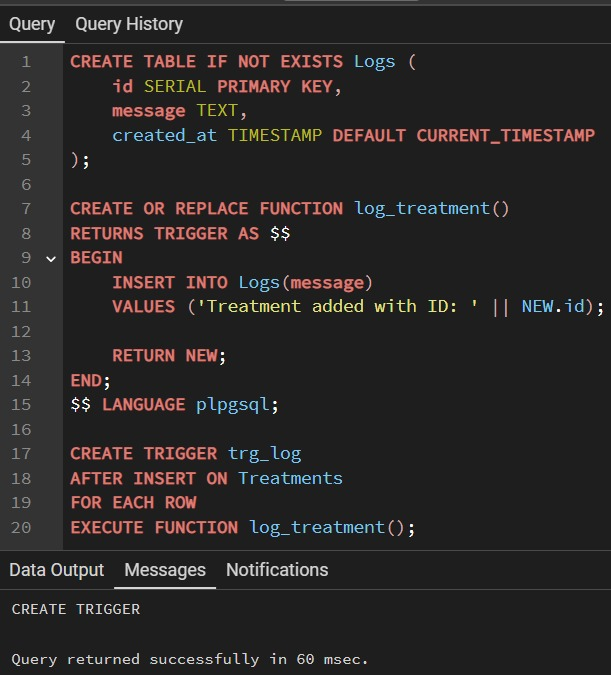 Query Query History
1 CREATE TABLE IF NOT EXISTS Logs (
2 id SERIAL PRIMARY KEY,
3 message TEXT,
4 created_at TIMESTAMP DEFAULT CURRENT_TIMESTAMP
5 );
6
7 CREATE OR REPLACE FUNCTION log_treatment()
8 RETURNS TRIGGER AS $$
9 BEGIN
10 INSERT INTO Logs(message)
11 VALUES ('Treatment added with ID: ' || NEW.id);
12
13 RETURN NEW;
14 END;
15 $$ LANGUAGE plpgsql;
16
17 CREATE TRIGGER trg_log
18 AFTER INSERT ON Treatments
19 FOR EACH ROW
20 EXECUTE FUNCTION log_treatment();
Data Output Messages Notifications
CREATE TRIGGER
Query returned successfully in 60 msec.